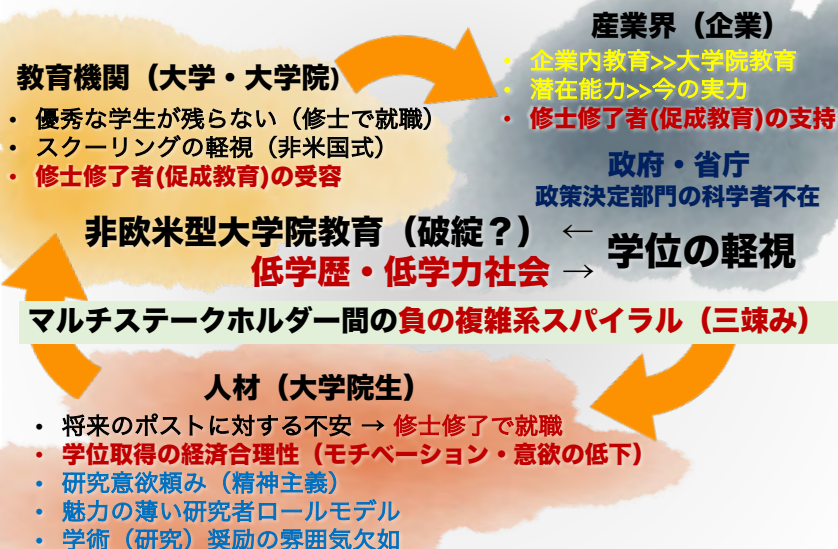 産業界（企業）
• 企業内教育>>大学院教育
• 潜在能力>>今の実力
• 修士修了者(促成教育)の支持
教育機関（大学・大学院)
• 優秀な学生が残らない（修士で就職）
• スクーリングの軽視（非米国式）
• 修士修了者(促成教育)の受容
政府・省庁
政策決定部門の科学者不在
非欧米型大学院教育（破綻？） ←
低学歴・低学力社会 →
学位の軽視
マルチステークホルダー間の負の複雑系スパイラル（三竦み）
人材（大学院生）
• 将来のポストに対する不安 → 修士修了で就職
• 学位取得の経済合理性（モチベーション・意欲の低下）
• 研究意欲頼み（精神主義）
• 魅力の薄い研究者ロールモデル
• 学術（研究）奨励の雰囲気欠如